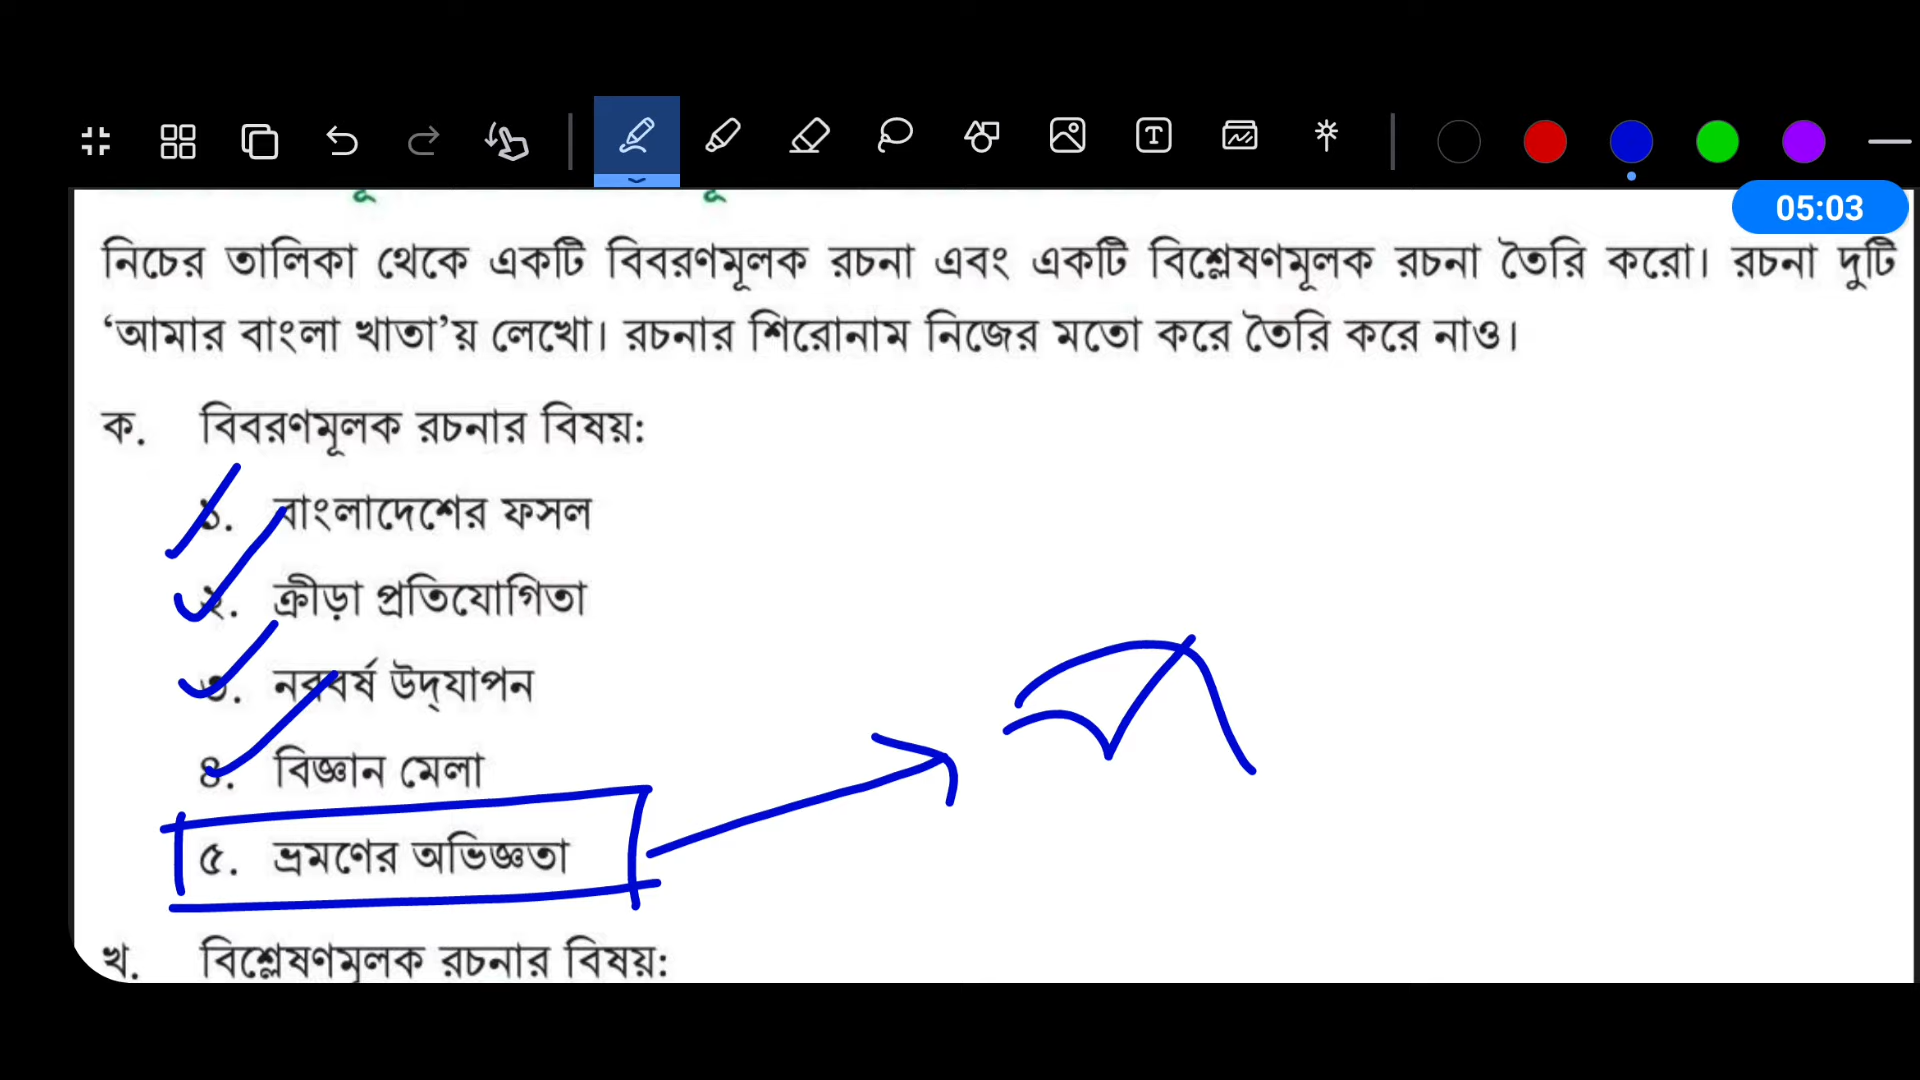 05:03
নিচের তালিকা থেকে একটি বিবরণমূলক রচনা এবং একটি বিশ্লেষণমূলক রচনা তৈরি করো। রচনা দুটি
‘আমার বাংলা খাতা’য় লেখো। রচনার শিরোনাম নিজের মতো করে তৈরি করে নাও।
ক. বিবরণমূলক রচনার বিষয়:
১. বাংলাদেশের ফসল
২. ক্রীড়া প্রতিযোগিতা
৩. নববর্ষ উদ্‌যাপন
৪. বিজ্ঞান মেলা
৫. ভ্রমণের অভিজ্ঞতা
খ. বিশ্লেষণমূলক রচনার বিষয়: